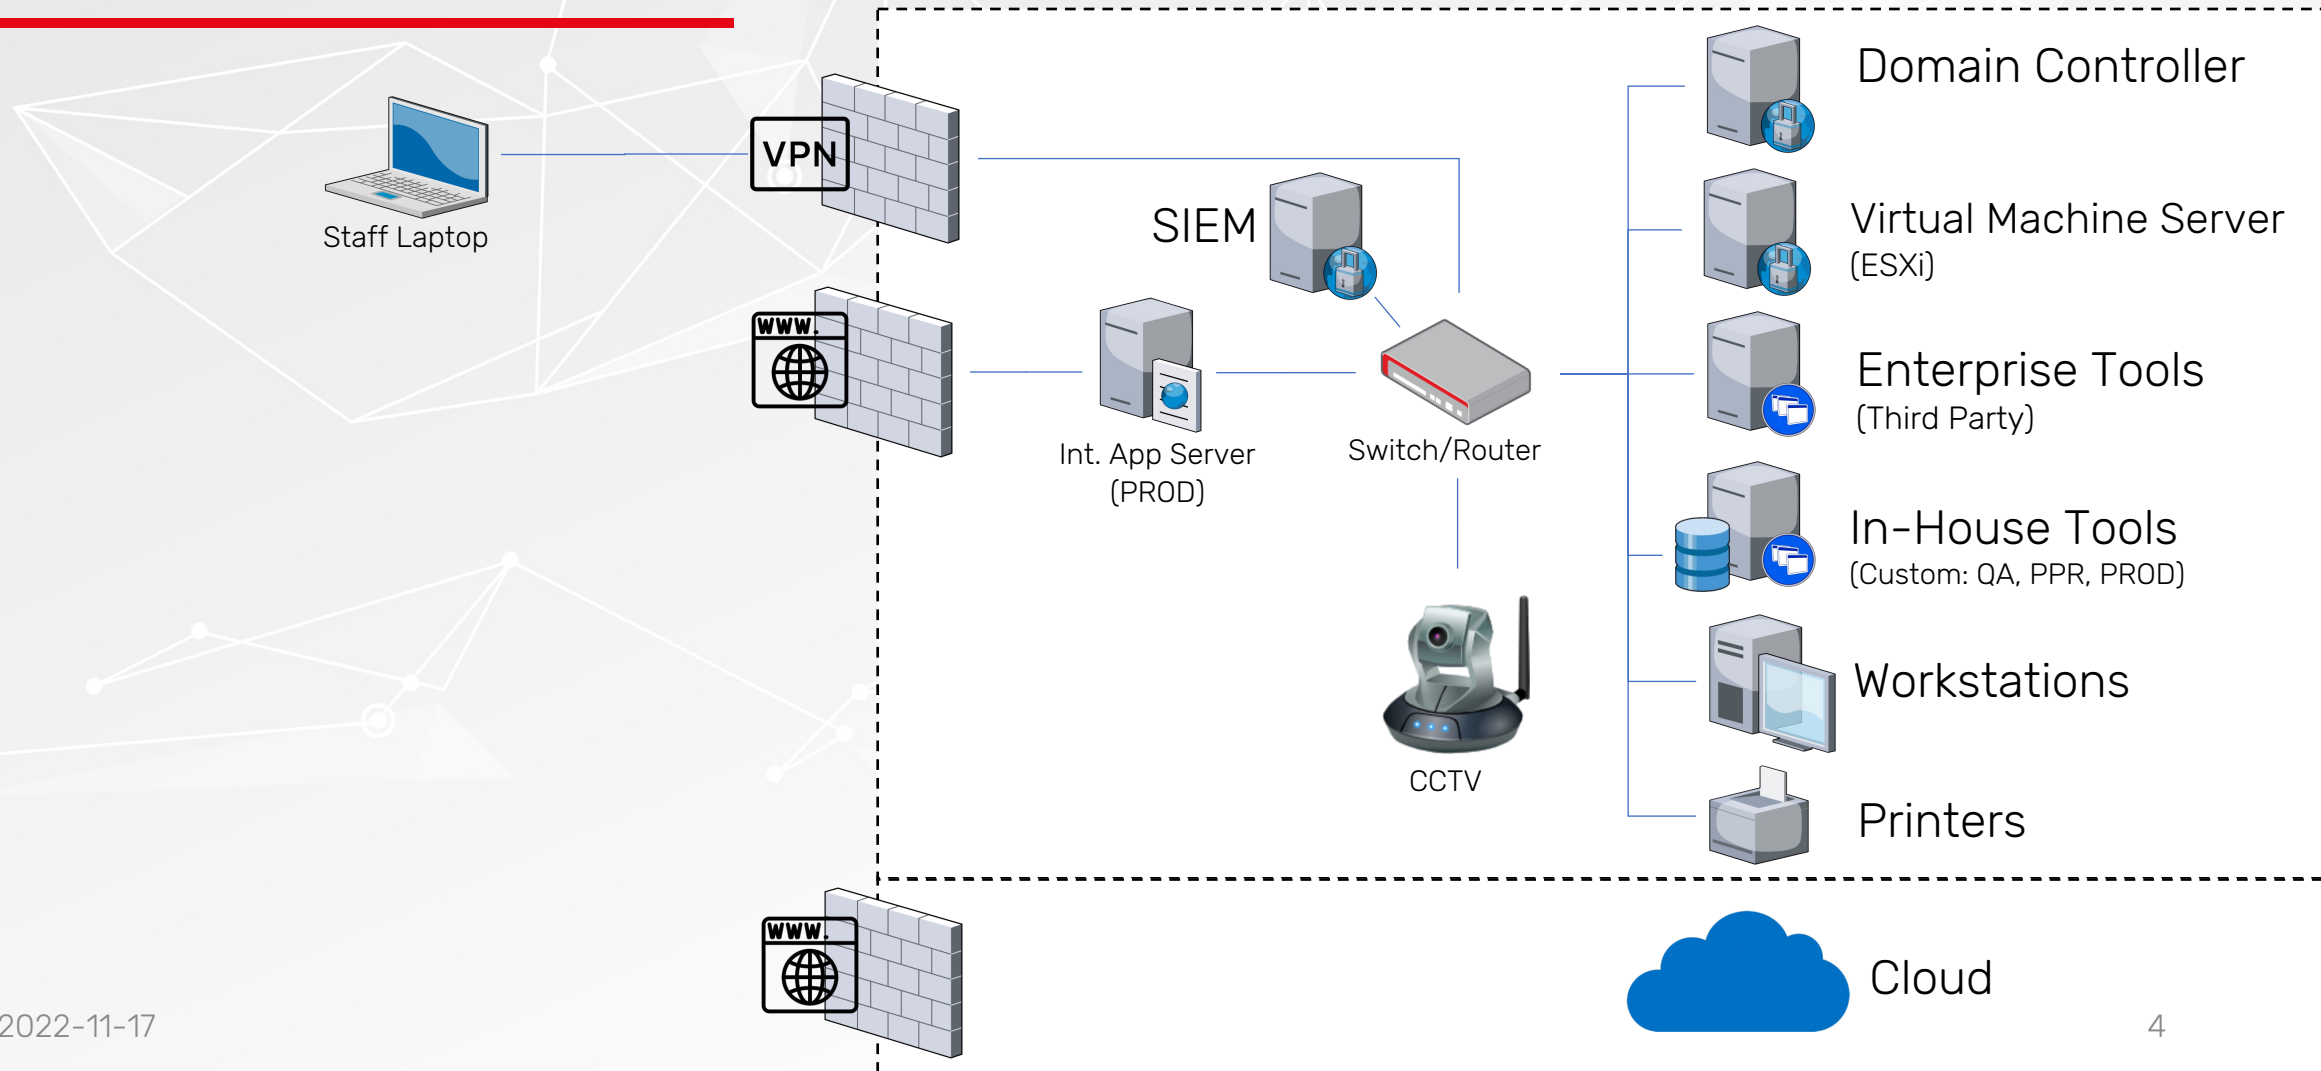 Domain Controller
VPN
Staff Laptop
SIEM
Virtual Machine Server
(ESXi)
WWW.
Int. App Server
(PROD)
Switch/Router
Enterprise Tools
(Third Party)
In-House Tools
(Custom: QA, PPR, PROD)
Workstations
CCTV
Printers
WWW.
Cloud
2022-11-17
4